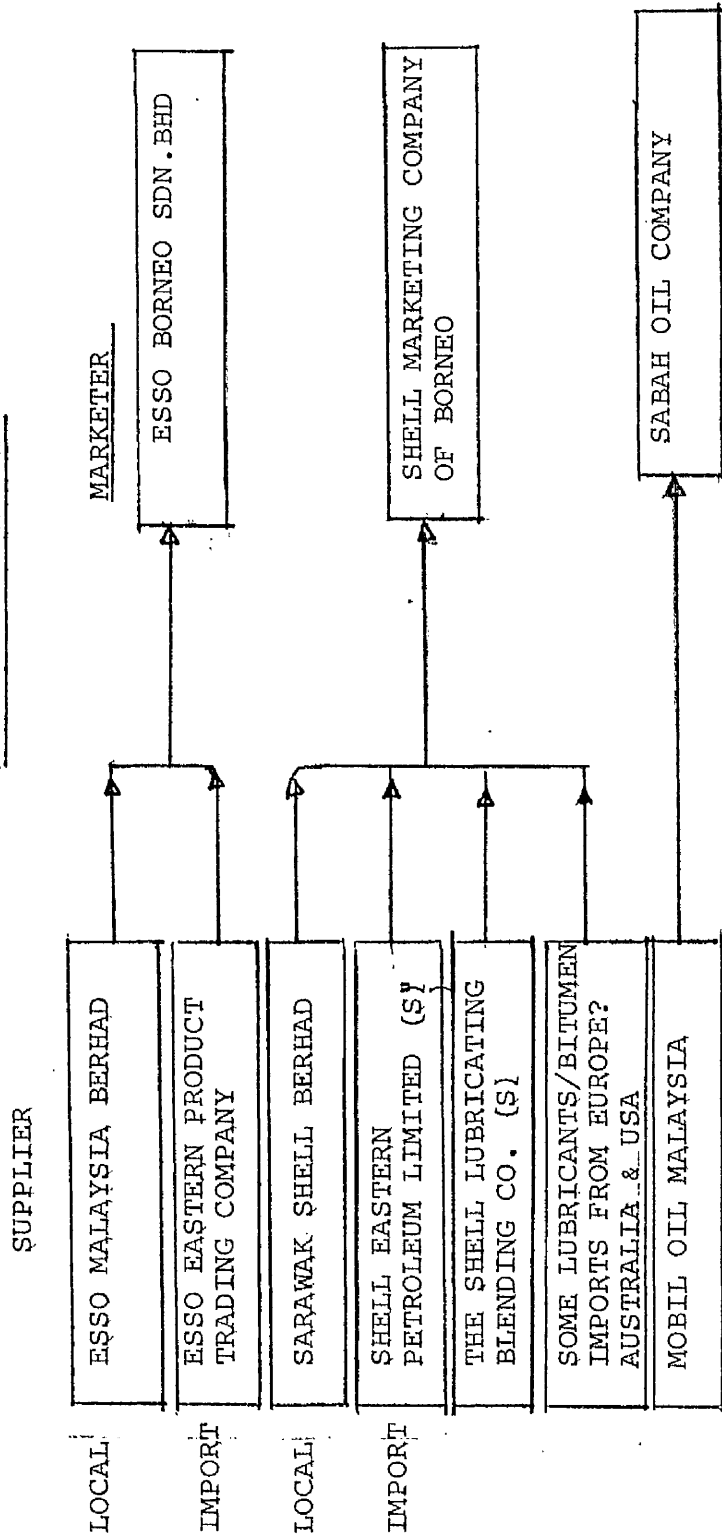 SUPPLIER
MARKETER
LOCAL
ESSO MALAYSIA BERHAD
ESSO BORNEO SDN.BHD
IMPORT
ESSO EASTERN PRODUCT
TRADING COMPANY
LOCAL
SARAWAK SHELL BERHAD
SHELL MARKETING COMPANY
OF BORNEO
IMPORT
SHELL EASTERN
PETROLEUM LIMITED (S)
THE SHELL LUBRICATING
BLENDING CO. (S)
SOME LUBRICANTS/BITUMEN
IMPORTS FROM EUROPE?
AUSTRALIA & USA
MOBIL OIL MALAYSIA
SABAH OIL COMPANY